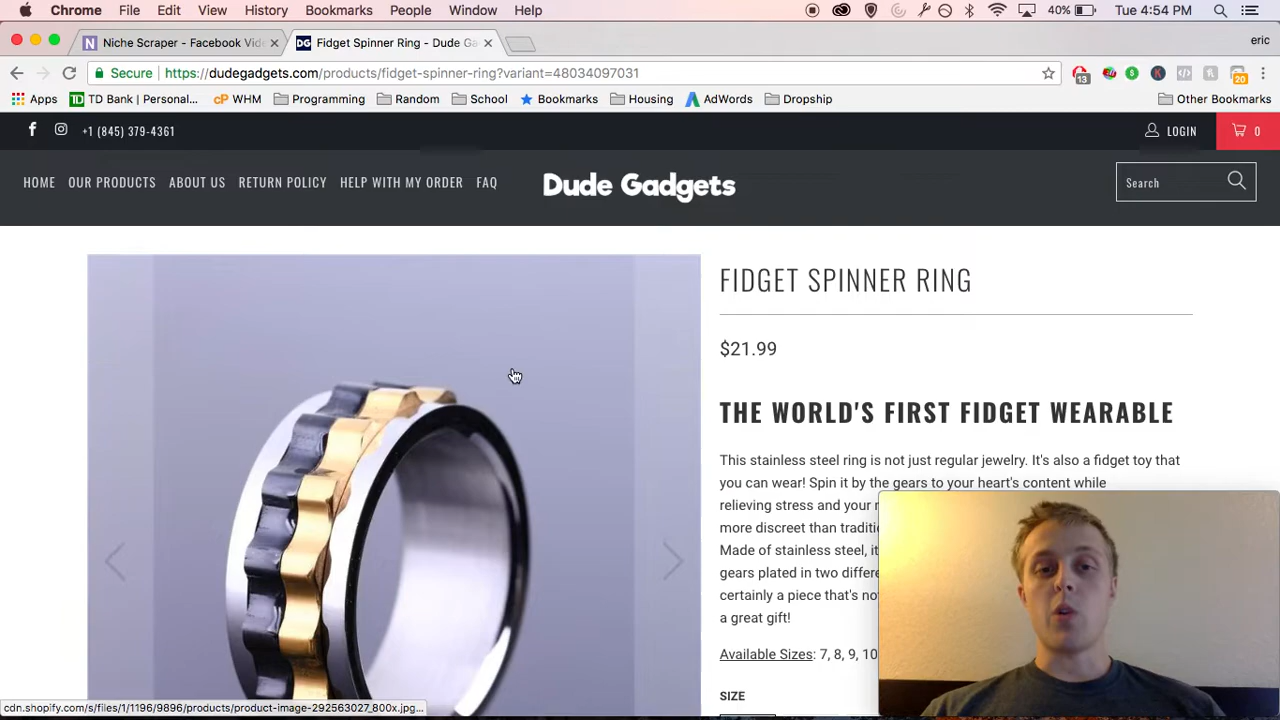 Chrome File Edit View History Bookmarks People Window Help 40% Tue 4:54 PM
Niche Scraper - Facebook Vide
DG Fidget Spinner Ring - Dude Ga
eric
Secure https://dudegadgets.com/products/fidget-spinner-ring?variant=48034097031
13 20
Apps TD Bank | Personal... cP WHM Programming Random School Bookmarks Housing AdWords Dropship Other Bookmarks
+1 (845) 379-4361 LOGIN 0
HOME OUR PRODUCTS ABOUT US RETURN POLICY HELP WITH MY ORDER FAQ Dude Gadgets Search
FIDGET SPINNER RING
$21.99
THE WORLD'S FIRST FIDGET WEARABLE
This stainless steel ring is not just regular jewelry. It's also a fidget toy that
you can wear! Spin it by the gears to your heart's content while
relieving stress and your
more discreet than traditi
Made of stainless steel, it
gears plated in two differe
certainly a piece that's no
a great gift!
Available Sizes: 7, 8, 9, 10
SIZE
cdn.shopify.com/s/files/1/1196/9896/products/product-image-292563027_800x.jpg...